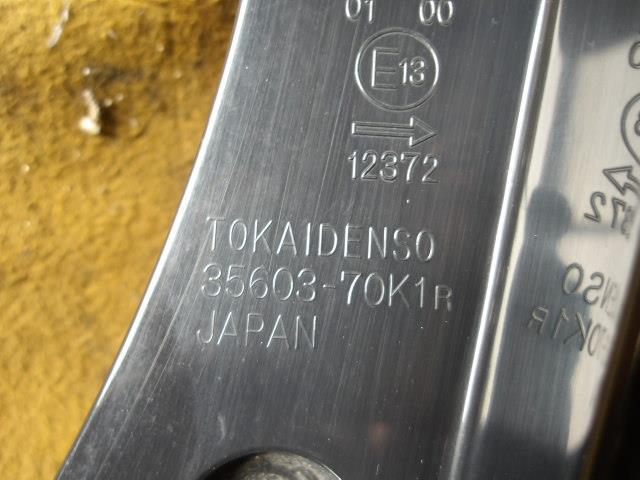 01 00
E13
12372
TOKAIDENSO
35603-70K1R
JAPAN